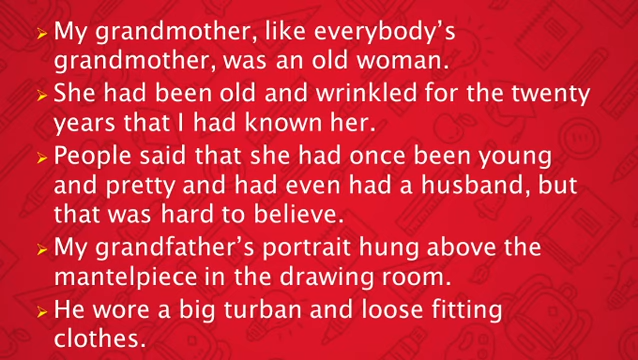 My grandmother, like everybody’s
grandmother, was an old woman.
She had been old and wrinkled for the twenty
years that I had known her.
People said that she had once been young
and pretty and had even had a husband, but
that was hard to believe.
My grandfather’s portrait hung above the
mantelpiece in the drawing room.
He wore a big turban and loose fitting
clothes.